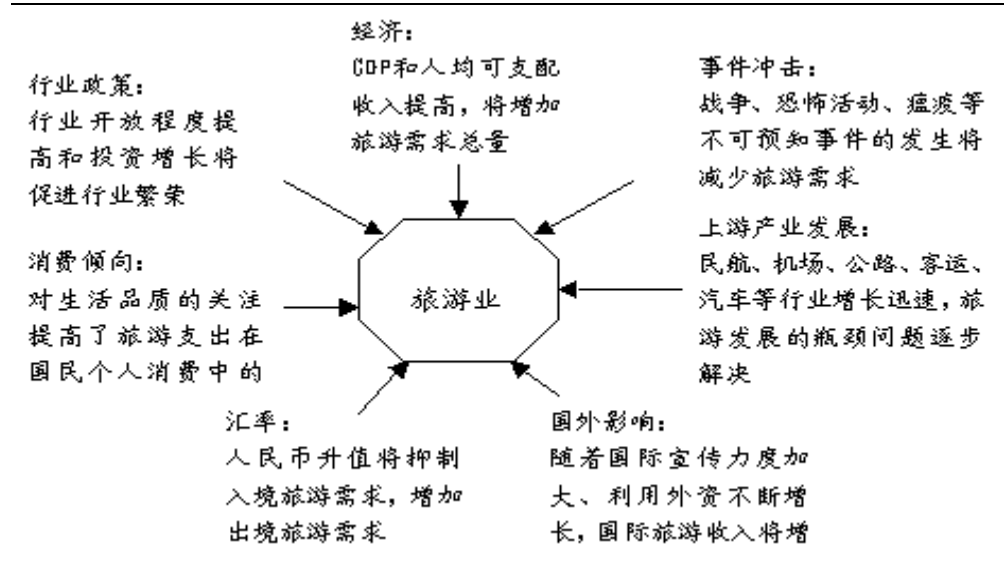 经济：
GDP和人均可支配
收入提高，将增加
旅游需求总量
行业政策：
行业开放程度提
高和投资增长将
促进行业繁荣
事件冲击：
战争、恐怖活动、瘟疫等
不可预知事件的发生将
减少旅游需求
上游产业发展：
民航、机场、公路、客运、
汽车等行业增长迅速，旅
游发展的瓶颈问题逐步
解决
消费倾向：
对生活品质的关注
提高了旅游支出在
国民个人消费中的
旅游业
汇率：
人民币升值将抑制
入境旅游需求，增加
出境旅游需求
国外影响：
随着国际宣传力度加
大、利用外资不断增
长，国际旅游收入将增